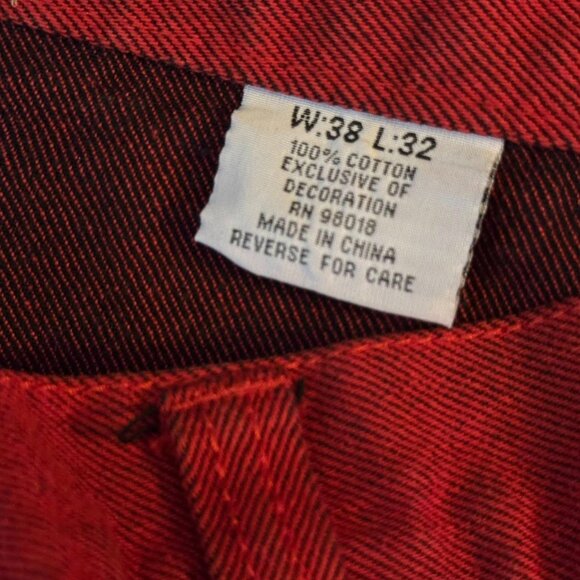 W:38 L:32
100% COTTON
EXCLUSIVE OF
DECORATION
RN 98018
MADE IN CHINA
REVERSE FOR CARE